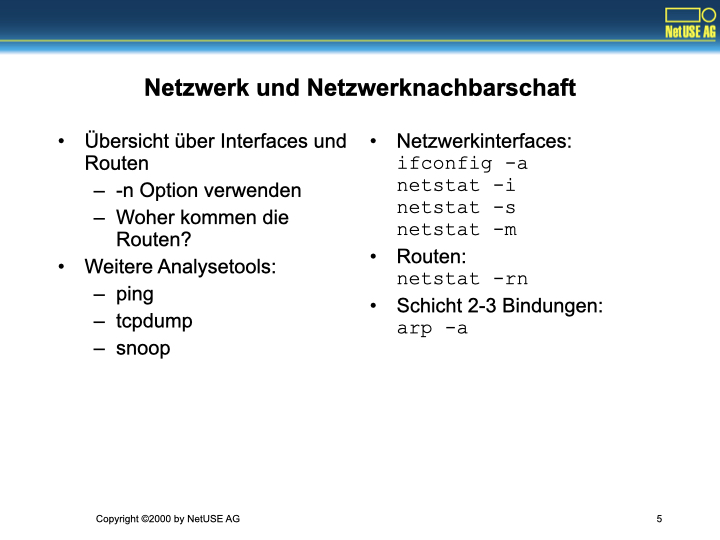 NetUSE AG
Netzwerk und Netzwerknachbarschaft
• Übersicht über Interfaces und
Routen
– -n Option verwenden
– Woher kommen die
Routen?
• Weitere Analysetools:
– ping
– tcpdump
– snoop
• Netzwerkinterfaces:
ifconfig -a
netstat -i
netstat -s
netstat -m
• Routen:
netstat -rn
• Schicht 2-3 Bindungen:
arp -a
Copyright ©2000 by NetUSE AG
5